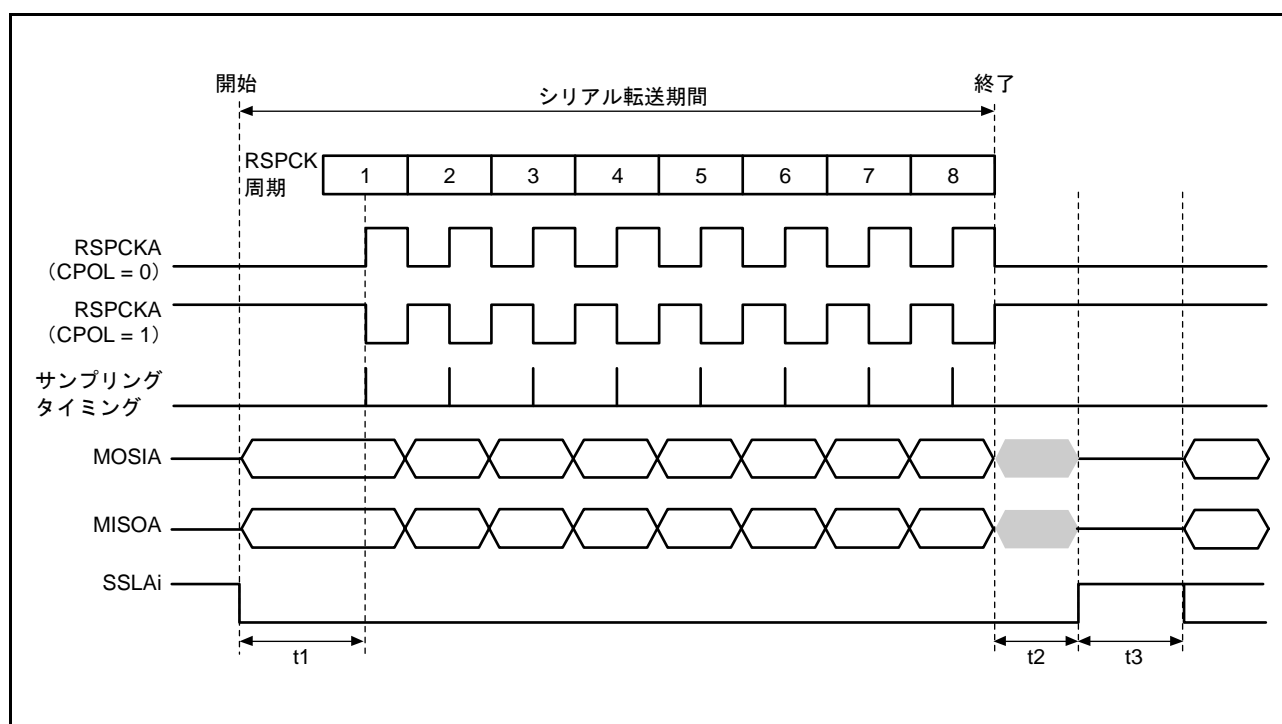 開始
終了
シリアル転送期間
RSPCK
周期
1 2 3 4 5 6 7 8
RSPCKA
（CPOL = 0）
RSPCKA
（CPOL = 1）
サンプリング
タイミング
MOSIA
MISOA
SSLAi
t1
t2
t3